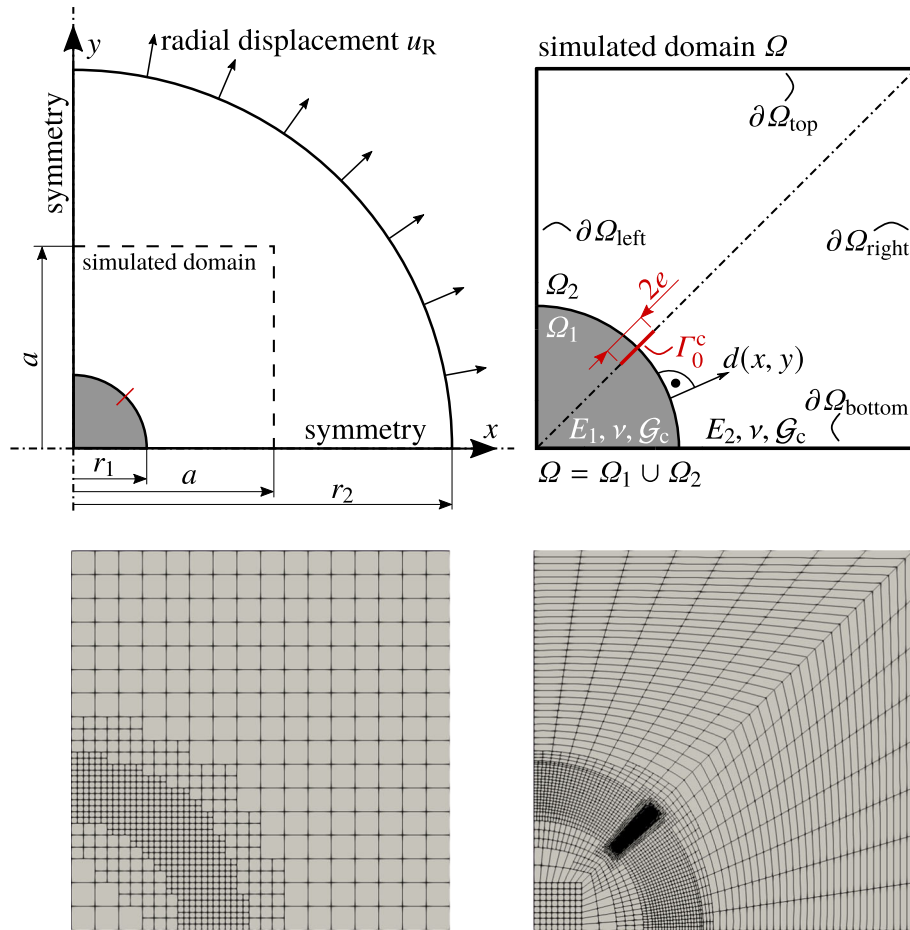 y
radial displacement u_R
symmetry
simulated domain
a
symmetry
x
r_1
a
r_2
simulated domain Ω
∂Ω_top
∂Ω_left
∂Ω_right
Ω_2
2e
Ω_1
Γ_0^c
d(x, y)
∂Ω_bottom
E_1, ν, 𝒢_c
E_2, ν, 𝒢_c
Ω = Ω_1 ∪ Ω_2